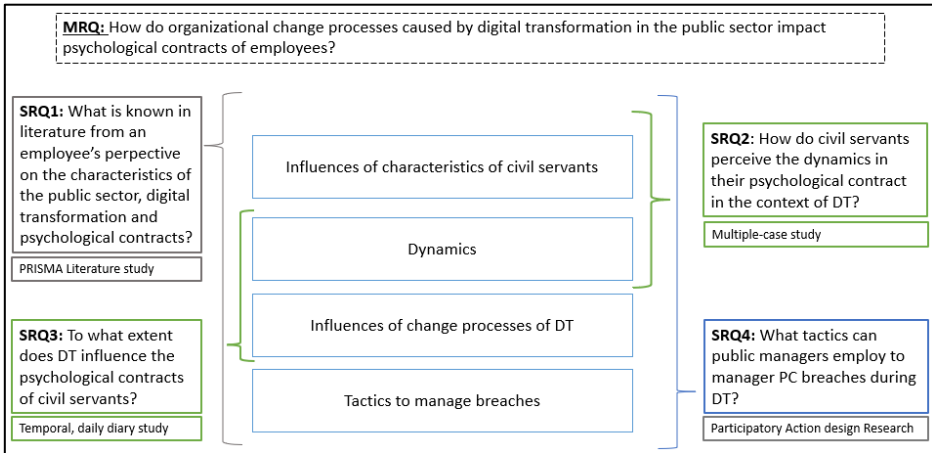 MRQ: How do organizational change processes caused by digital transformation in the public sector impact
psychological contracts of employees?
SRQ1: What is known in
literature from an
employee's perpective
on the characteristics of
the public sector, digital
transformation and
psychological contracts?
PRISMA Literature study
SRQ3: To what extent
does DT influence the
psychological contracts
of civil servants?
Temporal, daily diary study
Influences of characteristics of civil servants
Dynamics
Influences of change processes of DT
Tactics to manage breaches
SRQ2: How do civil servants
perceive the dynamics in
their psychological contract
in the context of DT?
Multiple-case study
SRQ4: What tactics can
public managers employ to
manager PC breaches during
DT?
Participatory Action design Research